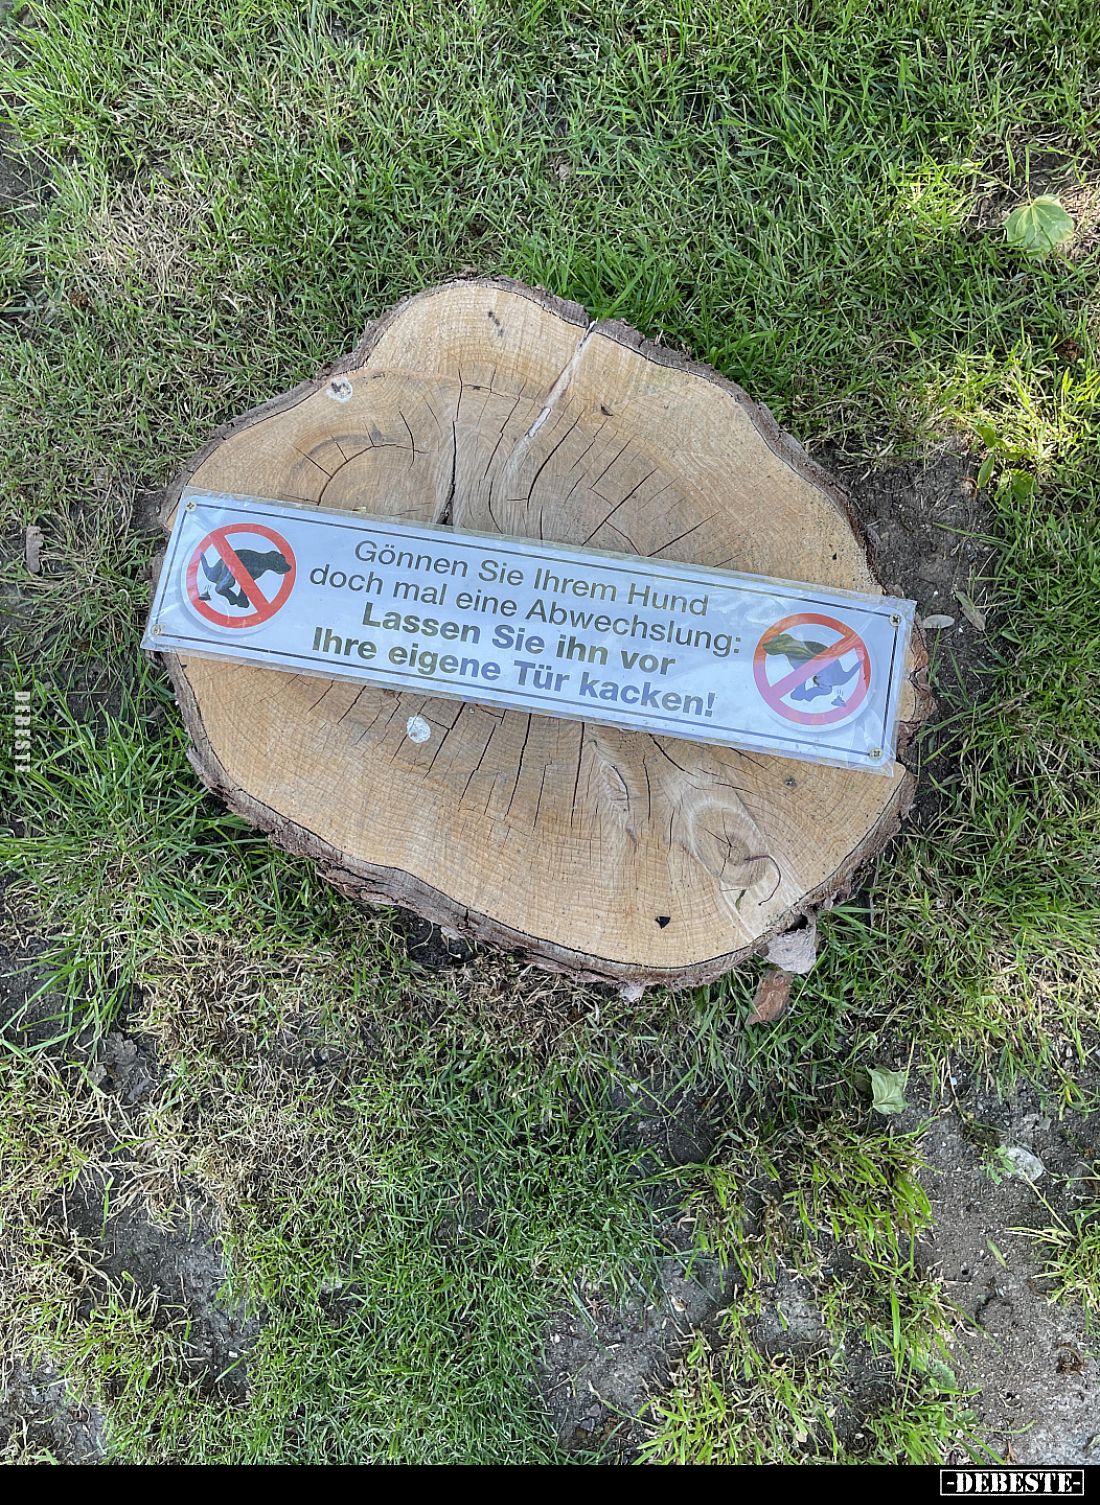 Gönnen Sie Ihrem Hund
doch mal eine Abwechslung:
Lassen Sie ihn vor
Ihre eigene Tür kacken!
DEBESTE
-DEBESTE-